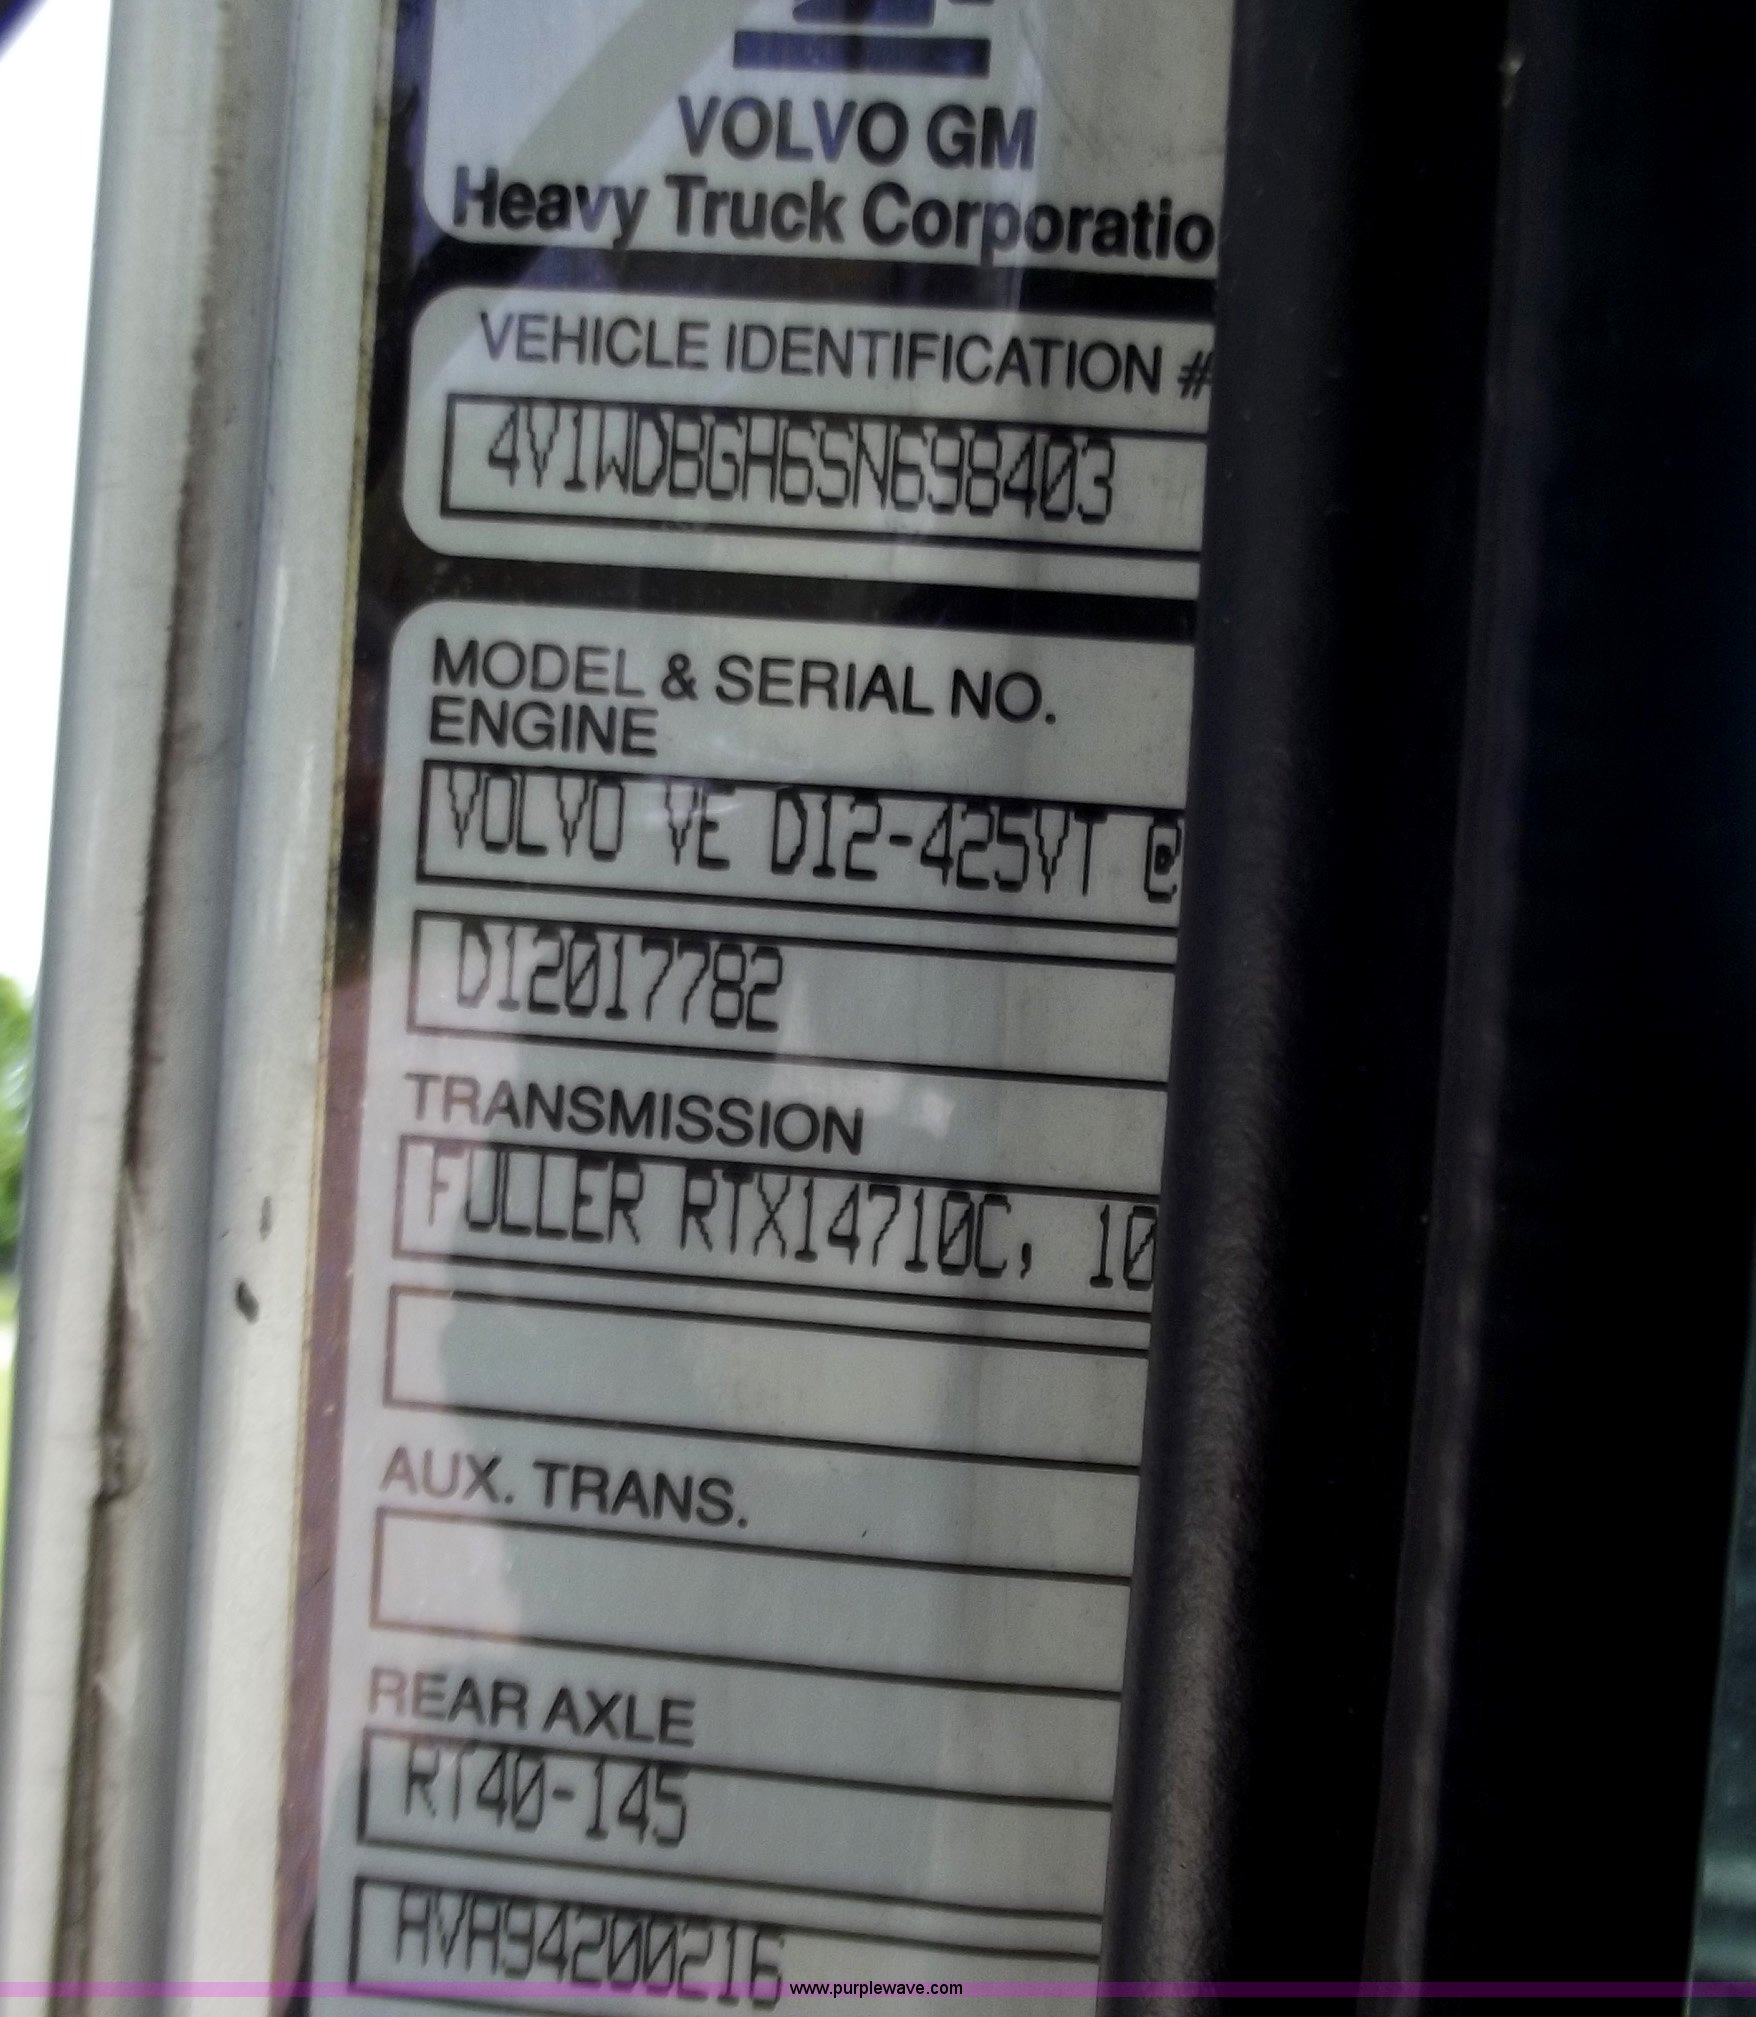 VOLVO GM
Heavy Truck Corporatio
VEHICLE IDENTIFICATION #
4V1WDBGH6SN698403
MODEL & SERIAL NO.
ENGINE
VOLVO VE D12-425VT @
D12017782
TRANSMISSION
FULLER RTX14710C, 10
AUX. TRANS.
REAR AXLE
RT40-145
AVA94200216
www.purplewave.com